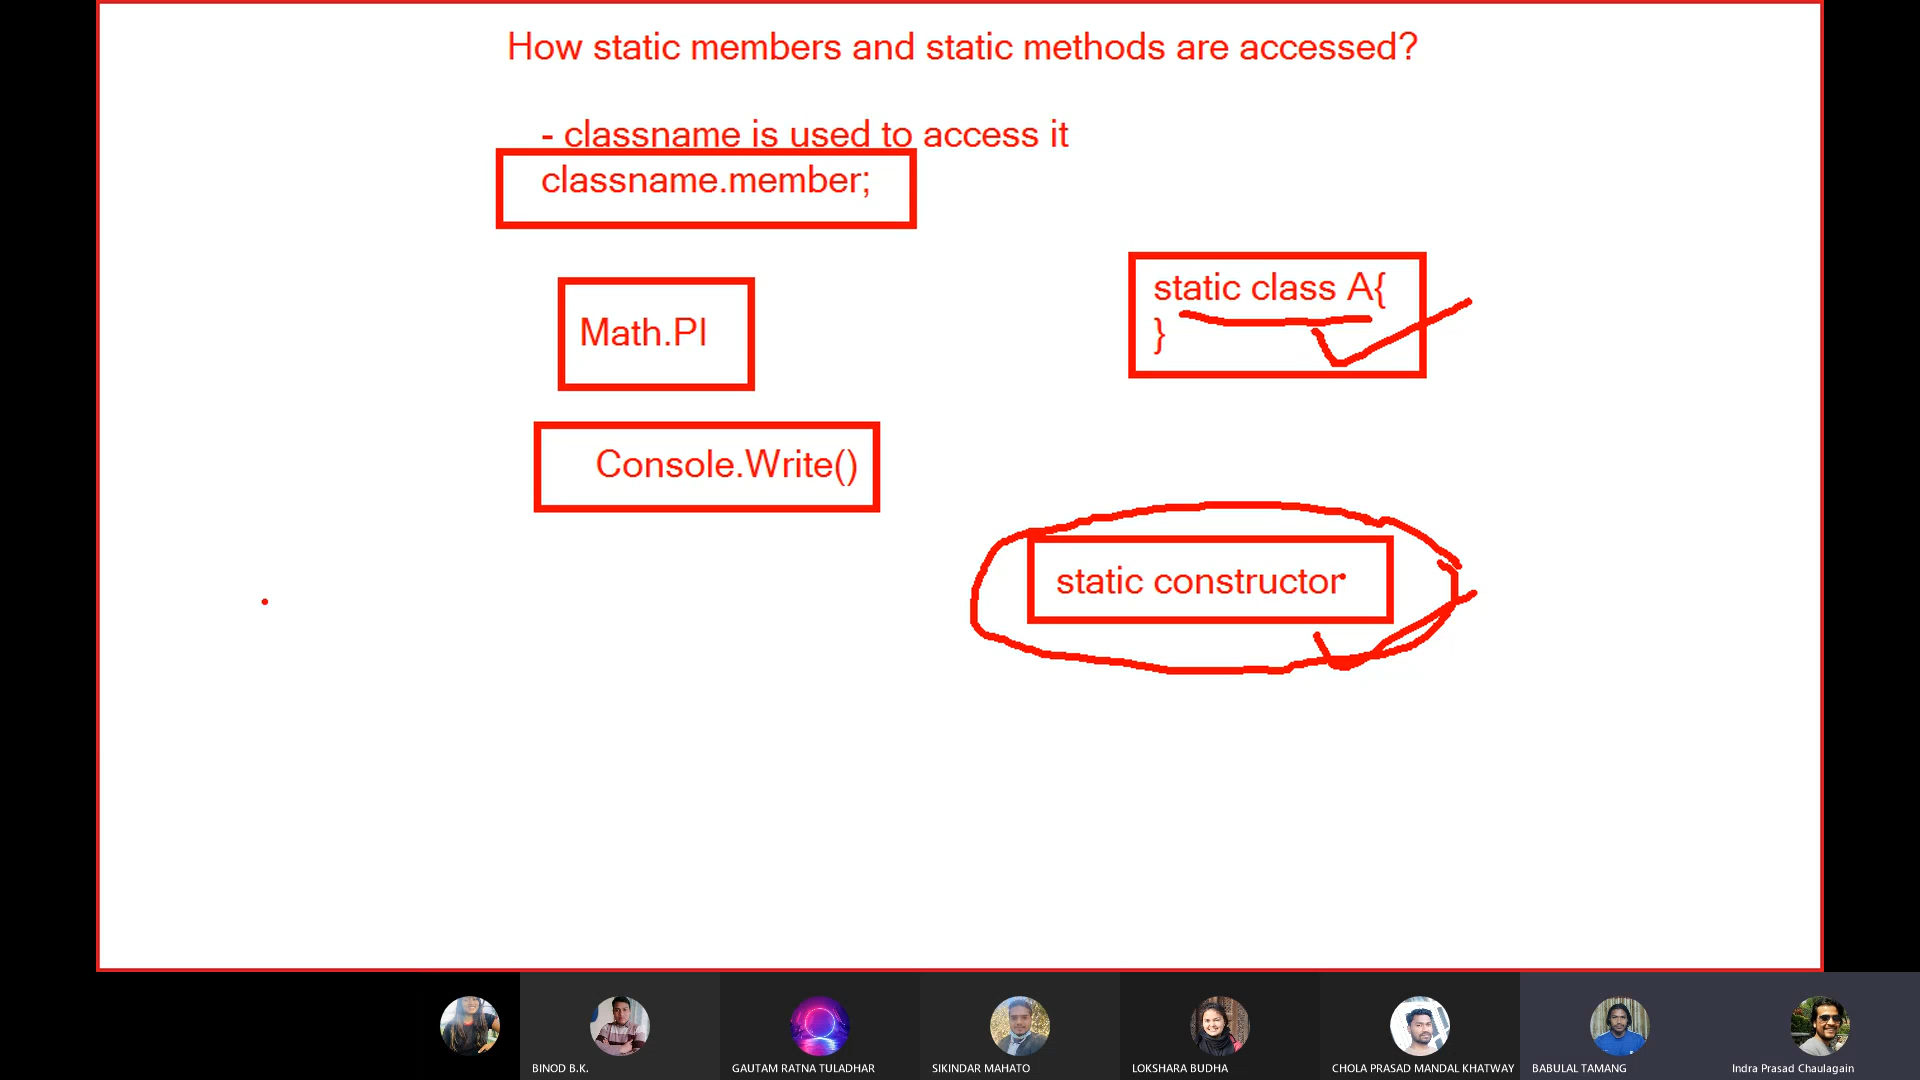 How static members and static methods are accessed?
- classname is used to access it
classname.member;
Math.PI
static class A{
}
Console.Write()
static constructor
BINOD B.K.
GAUTAM RATNA TULADHAR
SIKINDAR MAHATO
LOKSHARA BUDHA
CHOLA PRASAD MANDAL KHATWAY
BABULAL TAMANG
Indra Prasad Chaulagain